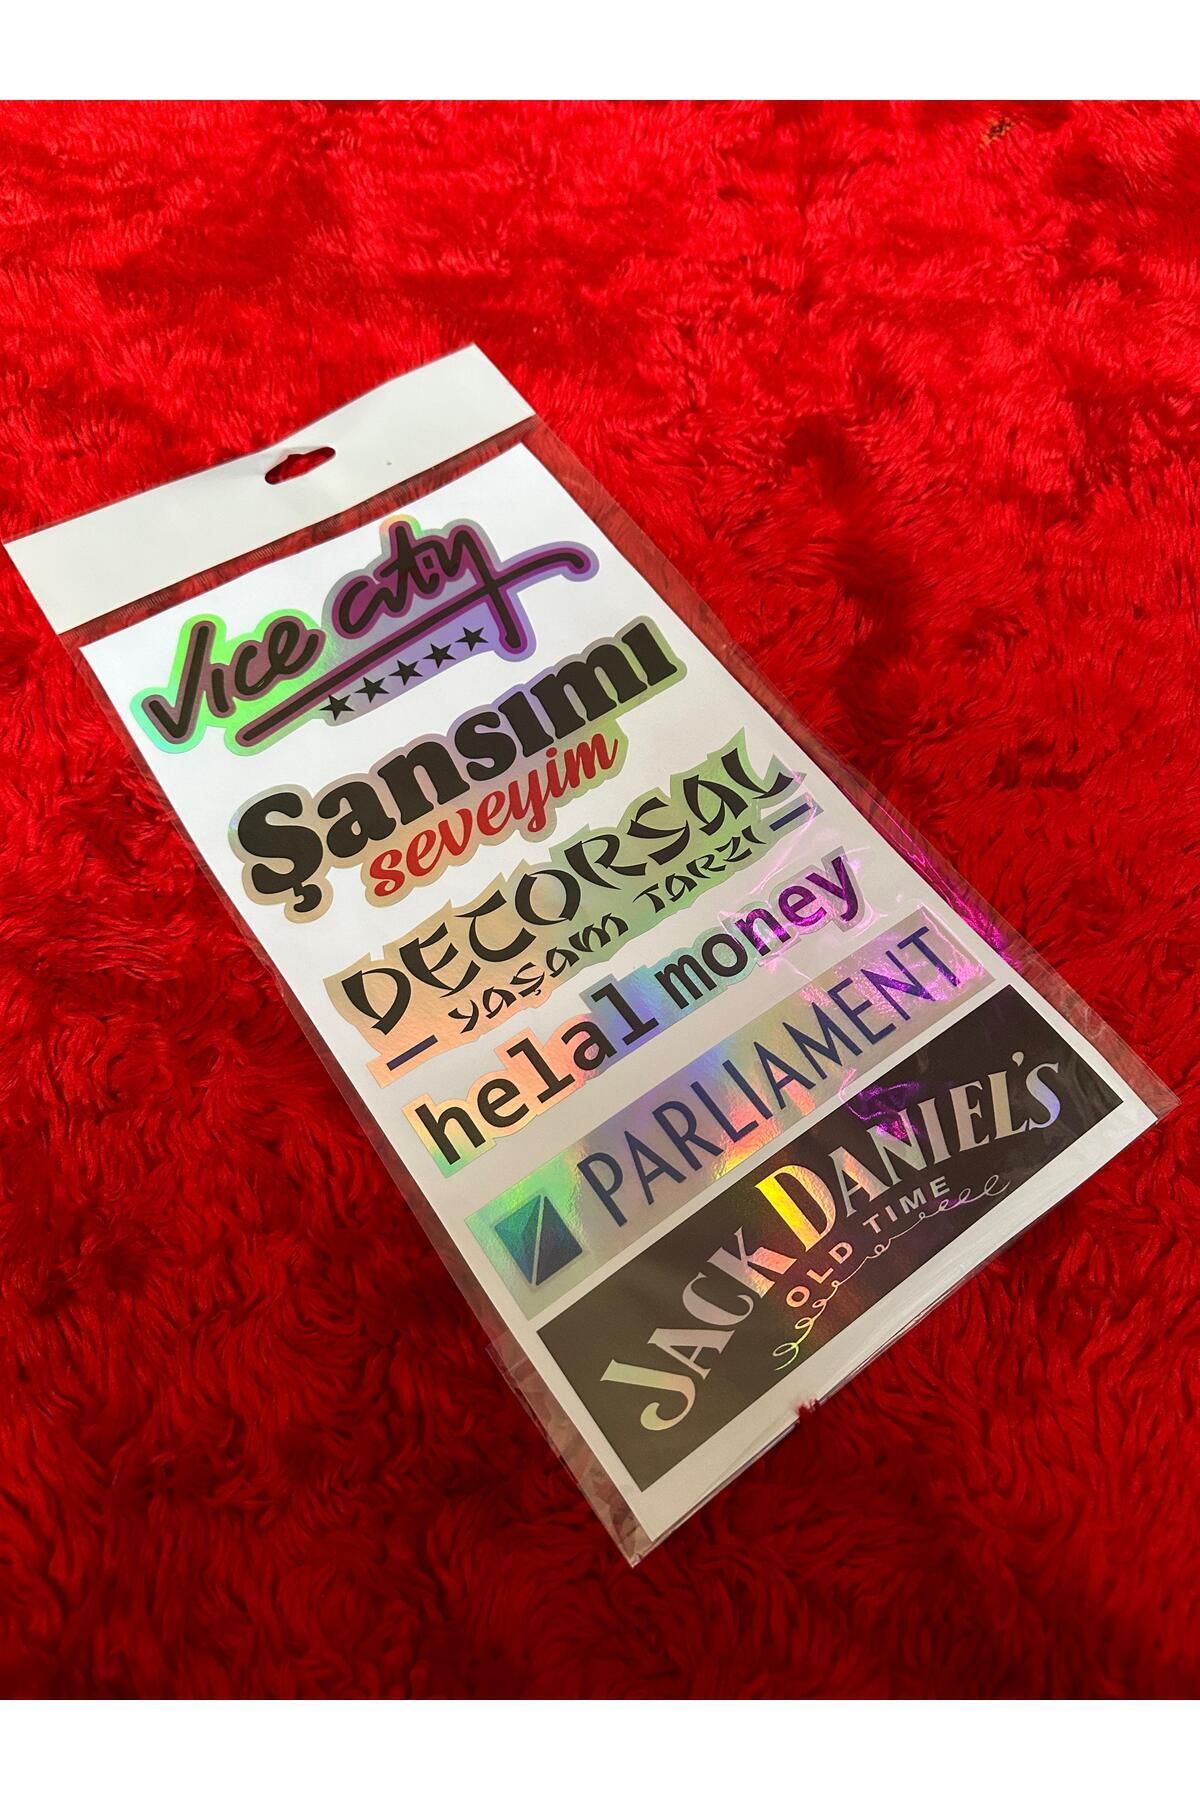 Vice city
Şansımı
seveyim
DECORSAL
YAŞAM TARZI
helal money
PARLIAMENT
JACK DANIEL'S
OLD TIME